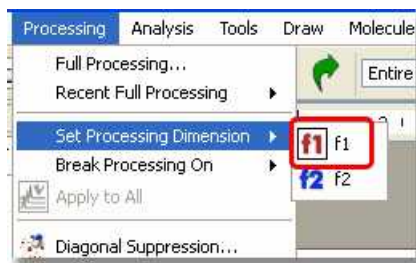 Processing Analysis Tools Draw Molecule
Full Processing...
Entire
Recent Full Processing
Set Processing Dimension
f1 f1
Break Processing On
f2 f2
Apply to All
Diagonal Suppression...